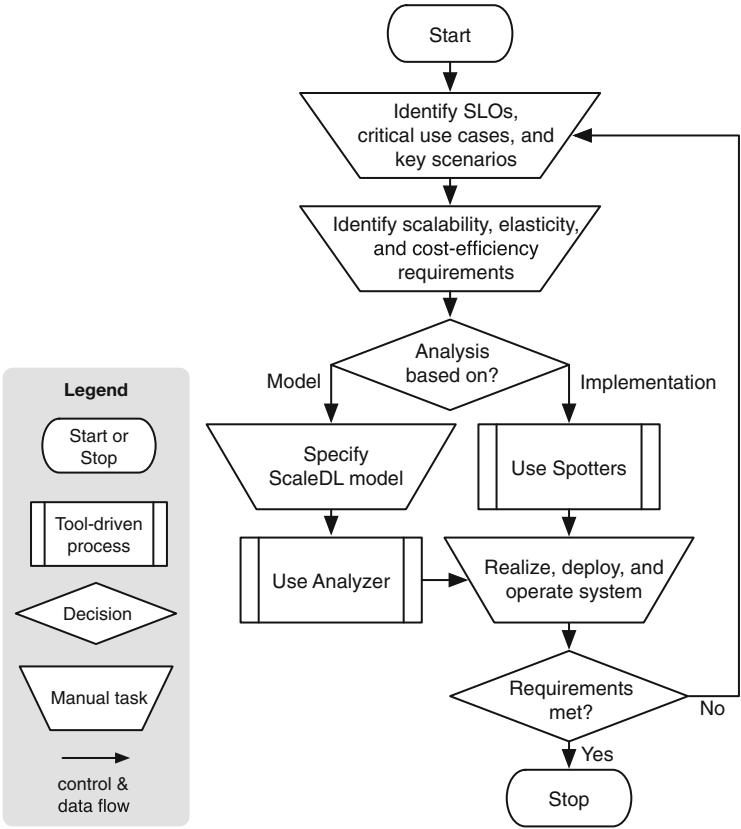 Start
Identify SLOs,
critical use cases, and
key scenarios
Identify scalability, elasticity,
and cost-efficiency
requirements
Analysis
based on?
Model
Implementation
Specify
ScaleDL model
Use Spotters
Use Analyzer
Realize, deploy, and
operate system
Requirements
met?
No
Yes
Stop
Legend
Start or
Stop
Tool-driven
process
Decision
Manual task
control &
data flow